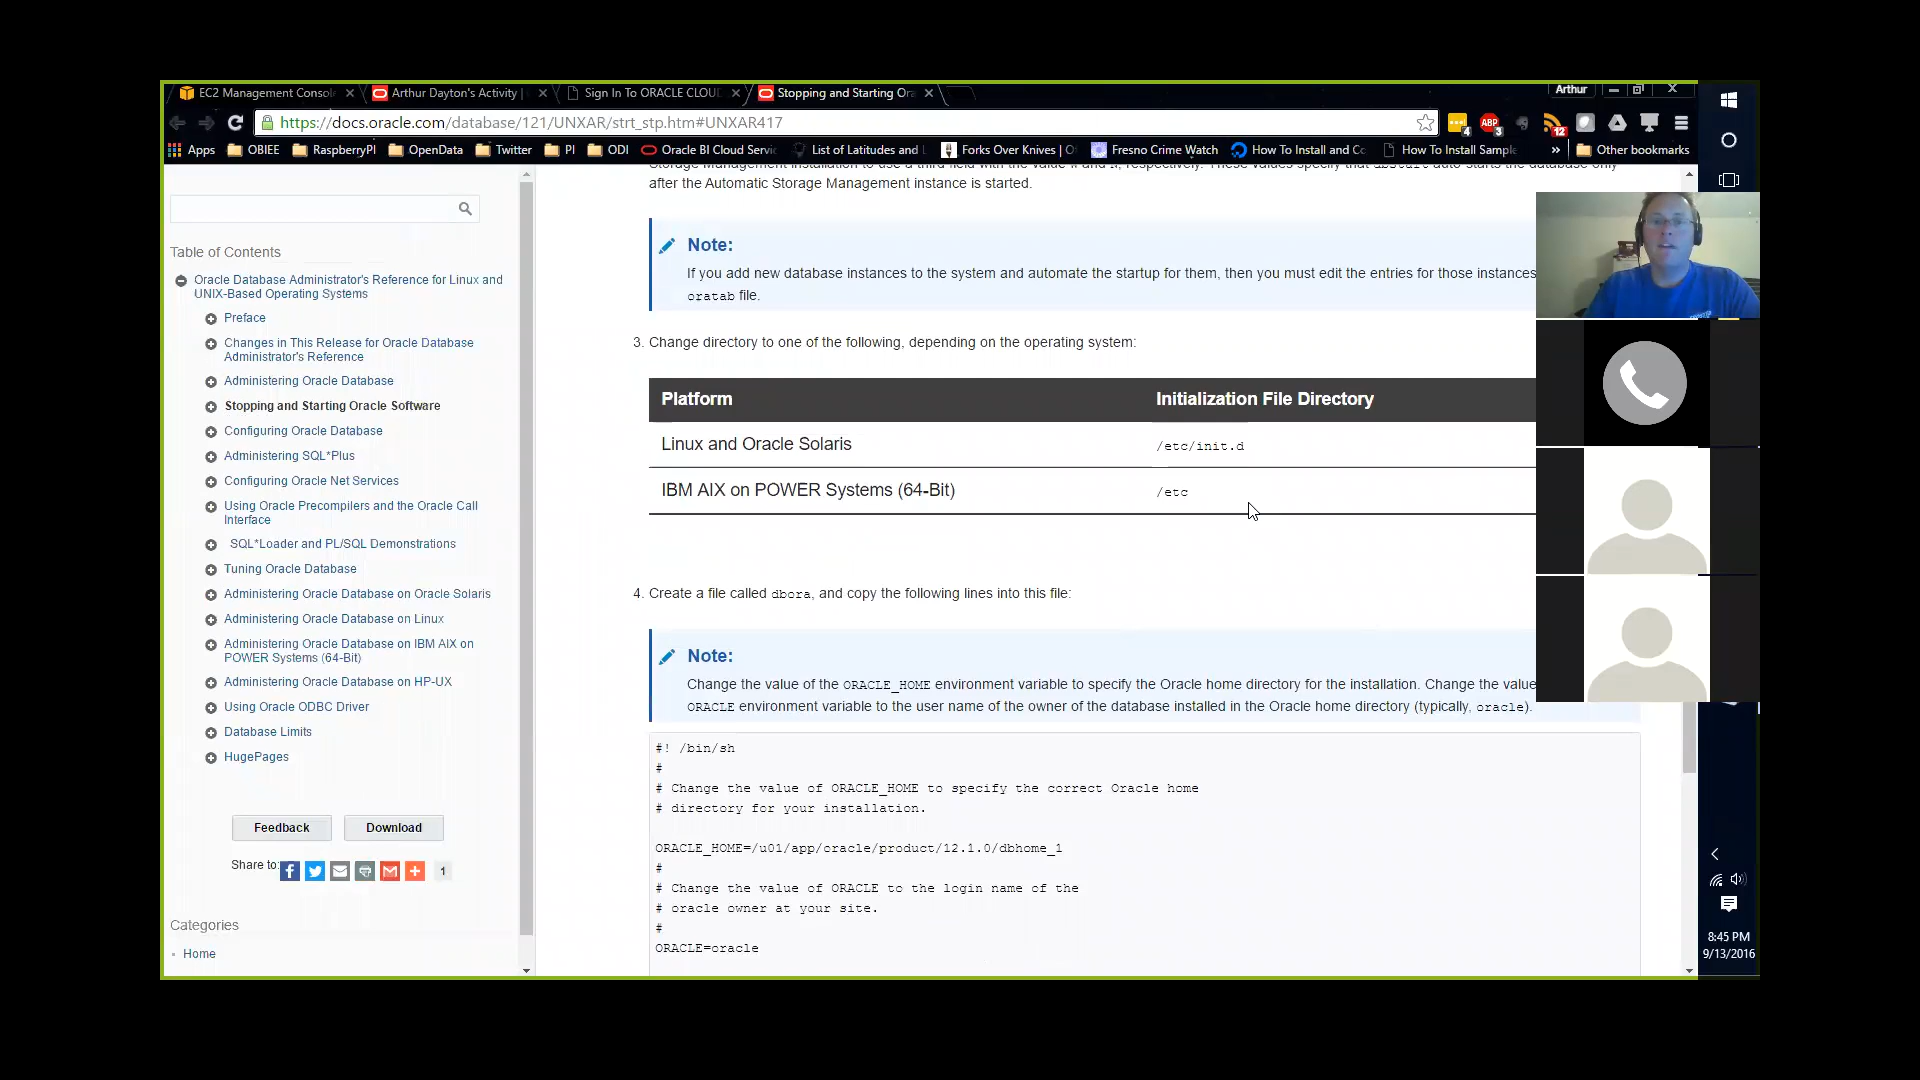 EC2 Management Consol
Arthur Dayton's Activity |
Sign In To ORACLE CLOUD
Stopping and Starting Ora
Arthur
https://docs.oracle.com/database/121/UNXAR/strt_stp.htm#UNXAR417
4
3
12
Apps
OBIEE
RaspberryPI
OpenData
Twitter
PI
ODI
Oracle BI Cloud Servic
List of Latitudes and
Forks Over Knives | O
Fresno Crime Watch
How To Install and Co
How To Install Sample
»
Other bookmarks
after the Automatic Storage Management instance is started.
Table of Contents
Oracle Database Administrator's Reference for Linux and
UNIX-Based Operating Systems
Preface
Changes in This Release for Oracle Database
Administrator's Reference
Administering Oracle Database
Stopping and Starting Oracle Software
Configuring Oracle Database
Administering SQL*Plus
Configuring Oracle Net Services
Using Oracle Precompilers and the Oracle Call
Interface
SQL*Loader and PL/SQL Demonstrations
Tuning Oracle Database
Administering Oracle Database on Oracle Solaris
Administering Oracle Database on Linux
Administering Oracle Database on IBM AIX on
POWER Systems (64-Bit)
Administering Oracle Database on HP-UX
Using Oracle ODBC Driver
Database Limits
HugePages
Feedback
Download
Share to:
1
Categories
Home
Note:
If you add new database instances to the system and automate the startup for them, then you must edit the entries for those instances
oratab file.
3. Change directory to one of the following, depending on the operating system:
Platform
Initialization File Directory
Linux and Oracle Solaris
/etc/init.d
IBM AIX on POWER Systems (64-Bit)
/etc
4. Create a file called dbora, and copy the following lines into this file:
Note:
Change the value of the ORACLE_HOME environment variable to specify the Oracle home directory for the installation. Change the value
ORACLE environment variable to the user name of the owner of the database installed in the Oracle home directory (typically, oracle).
#! /bin/sh
#
# Change the value of ORACLE_HOME to specify the correct Oracle home
# directory for your installation.
ORACLE_HOME=/u01/app/oracle/product/12.1.0/dbhome_1
#
# Change the value of ORACLE to the login name of the
# oracle owner at your site.
#
ORACLE=oracle
8:45 PM
9/13/2016